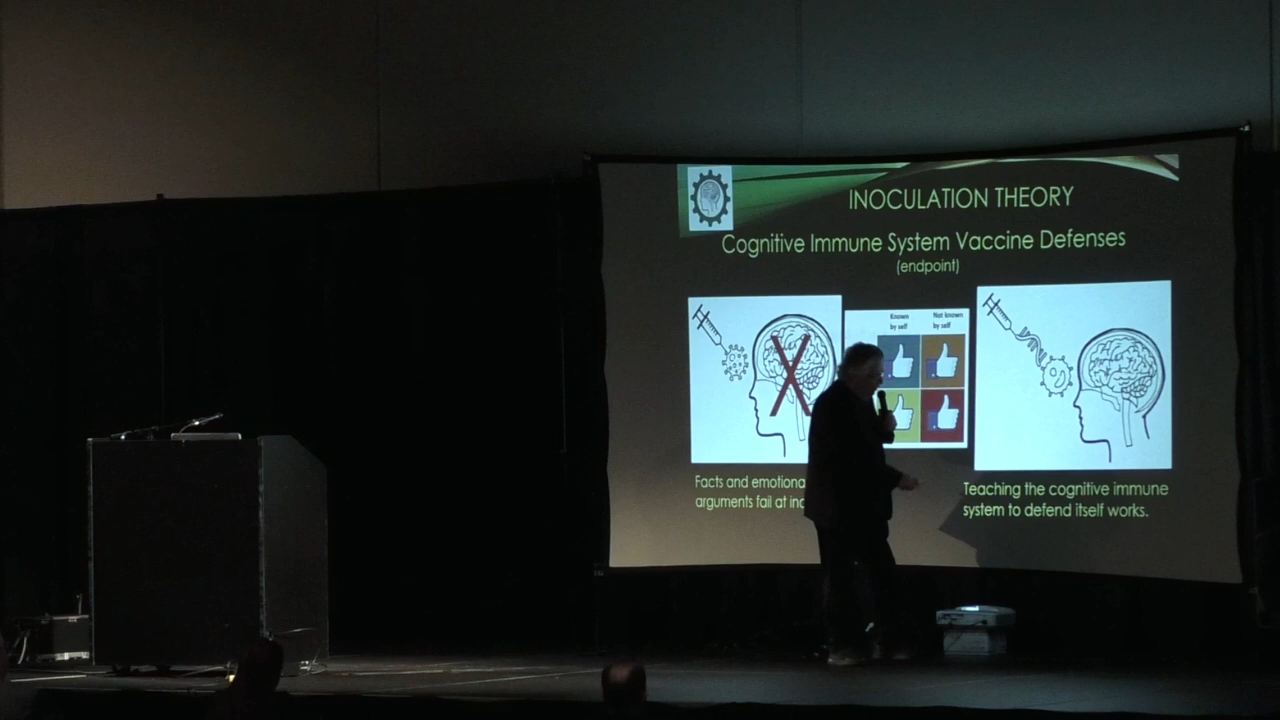 INOCULATION THEORY
Cognitive Immune System Vaccine Defenses
(endpoint)
Known
by self
Not known
by self
Facts and emotiona
arguments fail at
Teaching the cognitive immune
system to defend itself works.